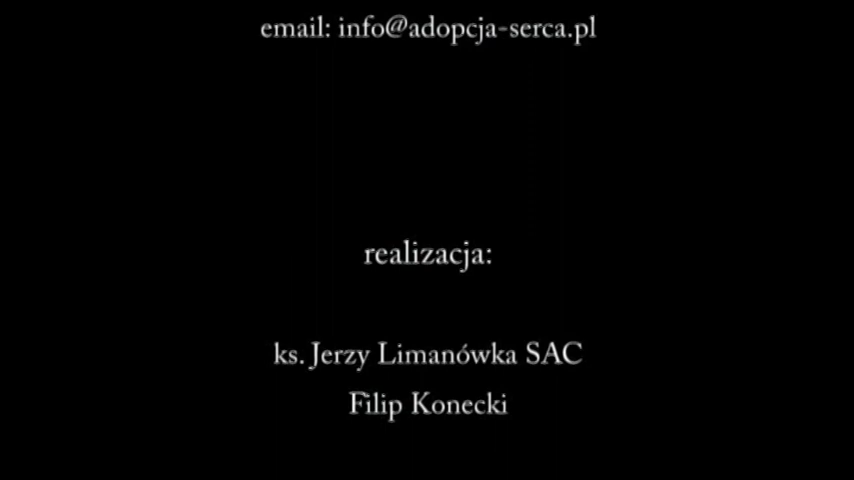 email: info@adopcja-serca.pl
realizacja:
ks. Jerzy Limanówka SAC
Filip Konecki